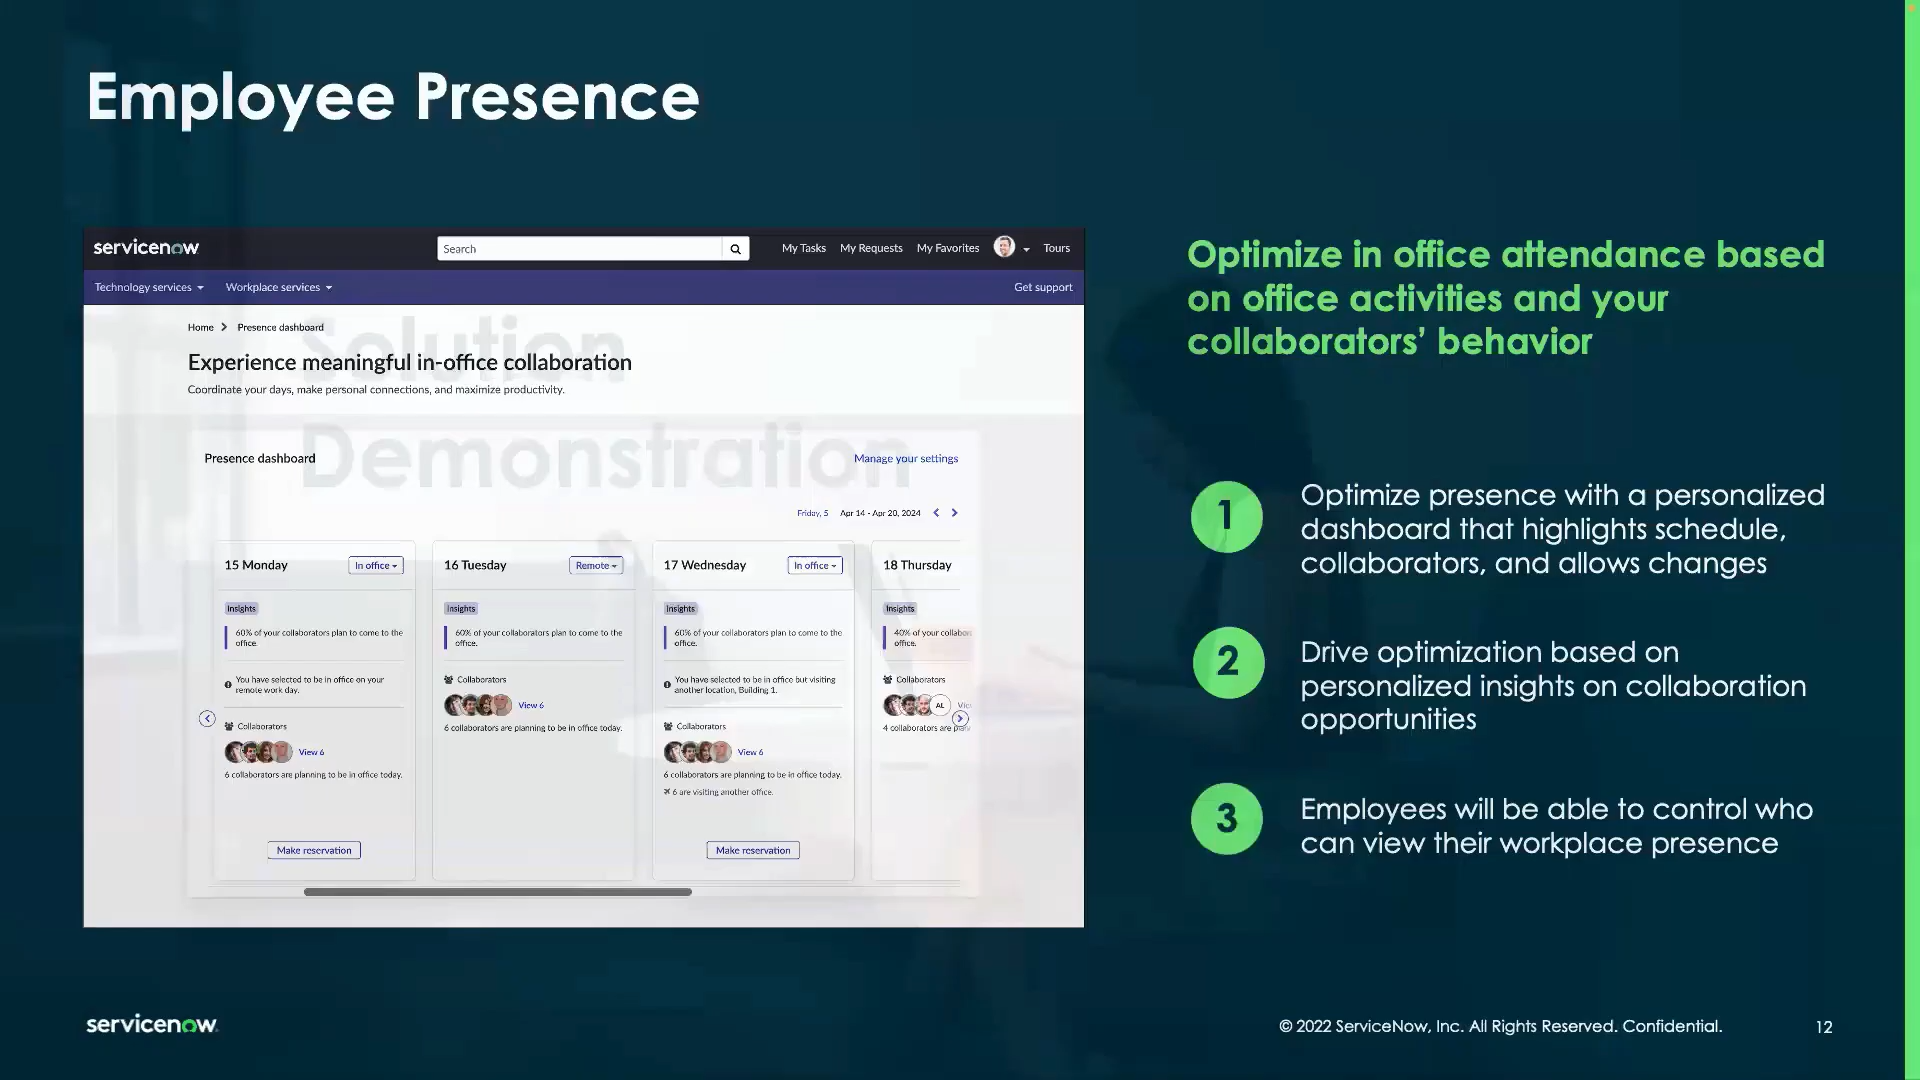 Employee Presence
servicenow
Search
My Tasks
My Requests
My Favorites
Tours
Technology services
Workplace services
Get support
Home
Presence dashboard
Solution
Experience meaningful in-office collaboration
Coordinate your days, make personal connections, and maximize productivity.
Demonstration
Presence dashboard
Manage your settings
Friday, 5
Apr 14 - Apr 20, 2024
15 Monday
In office
Insights
60% of your collaborators plan to come to the
office.
You have selected to be in office on your
remote work day.
Collaborators
View 6
6 collaborators are planning to be in office today.
Make reservation
16 Tuesday
Remote
Insights
60% of your collaborators plan to come to the
office.
Collaborators
View 6
6 collaborators are planning to be in office today.
17 Wednesday
In office
Insights
60% of your collaborators plan to come to the
office.
You have selected to be in office but visiting
another location, Building 1.
Collaborators
View 6
6 collaborators are planning to be in office today.
6 are visiting another office.
Make reservation
18 Thursday
Insights
40% of your collabor
office.
Collaborators
AL
4 collaborators are
Optimize in office attendance based
on office activities and your
collaborators’ behavior
1
Optimize presence with a personalized
dashboard that highlights schedule,
collaborators, and allows changes
2
Drive optimization based on
personalized insights on collaboration
opportunities
3
Employees will be able to control who
can view their workplace presence
servicenow
© 2022 ServiceNow, Inc. All Rights Reserved. Confidential.
12